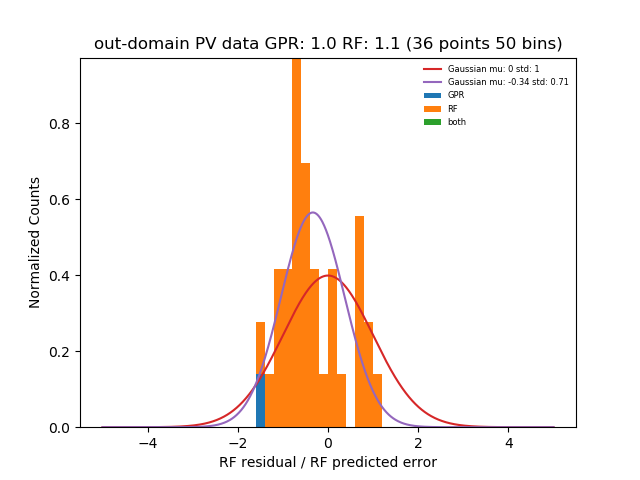 out-domain PV data GPR: 1.0 RF: 1.1 (36 points 50 bins)
Gaussian mu: 0 std: 1
Gaussian mu: -0.34 std: 0.71
GPR
RF
both
Normalized Counts
0.8
0.6
0.4
0.2
0.0
−4
−2
0
2
4
RF residual / RF predicted error